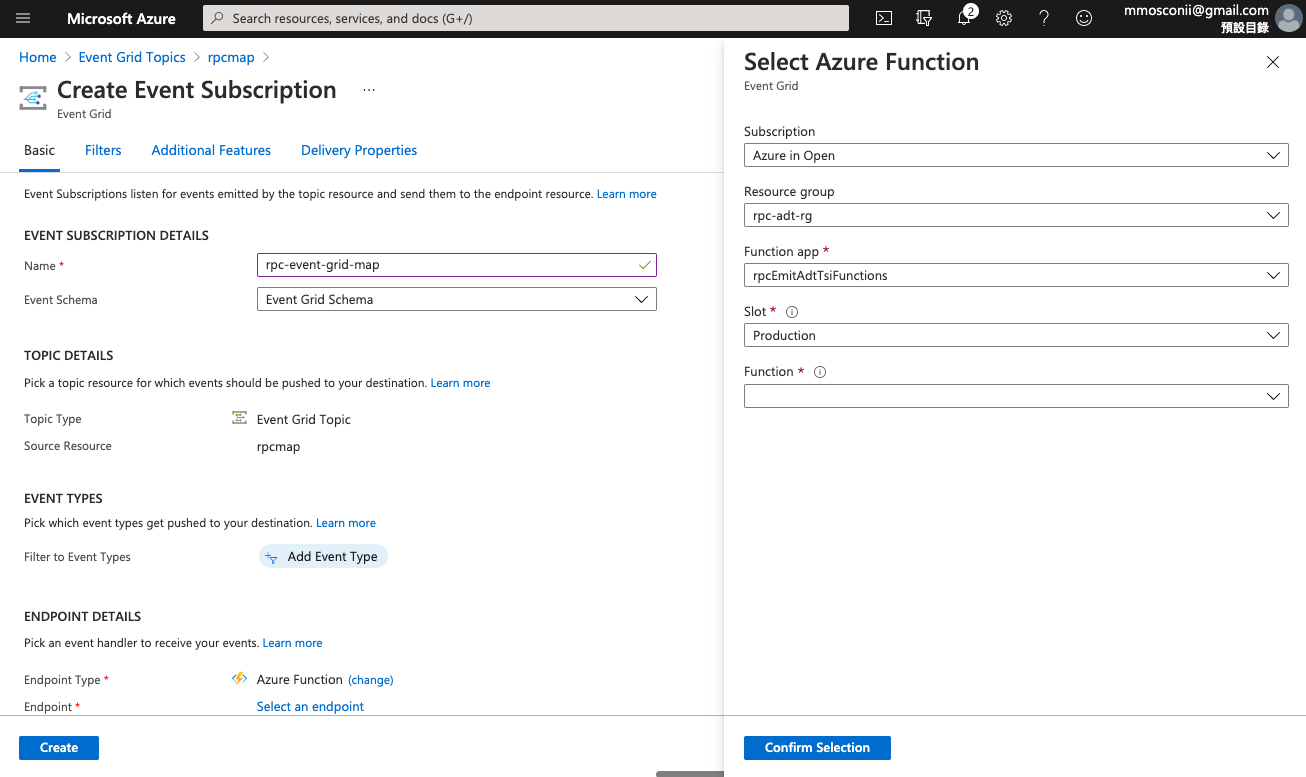 Microsoft Azure
Search resources, services, and docs (G+/)
2
mmosconii@gmail.com
預設目錄
Home > Event Grid Topics > rpcmap >
Create Event Subscription ...
Event Grid
Basic Filters Additional Features Delivery Properties
Event Subscriptions listen for events emitted by the topic resource and send them to the endpoint resource. Learn more
EVENT SUBSCRIPTION DETAILS
Name * rpc-event-grid-map
Event Schema Event Grid Schema
TOPIC DETAILS
Pick a topic resource for which events should be pushed to your destination. Learn more
Topic Type Event Grid Topic
Source Resource rpcmap
EVENT TYPES
Pick which event types get pushed to your destination. Learn more
Filter to Event Types Add Event Type
ENDPOINT DETAILS
Pick an event handler to receive your events. Learn more
Endpoint Type * Azure Function (change)
Endpoint * Select an endpoint
Create
Select Azure Function
Event Grid
Subscription
Azure in Open
Resource group
rpc-adt-rg
Function app *
rpcEmitAdtTsiFunctions
Slot *
Production
Function *
Confirm Selection